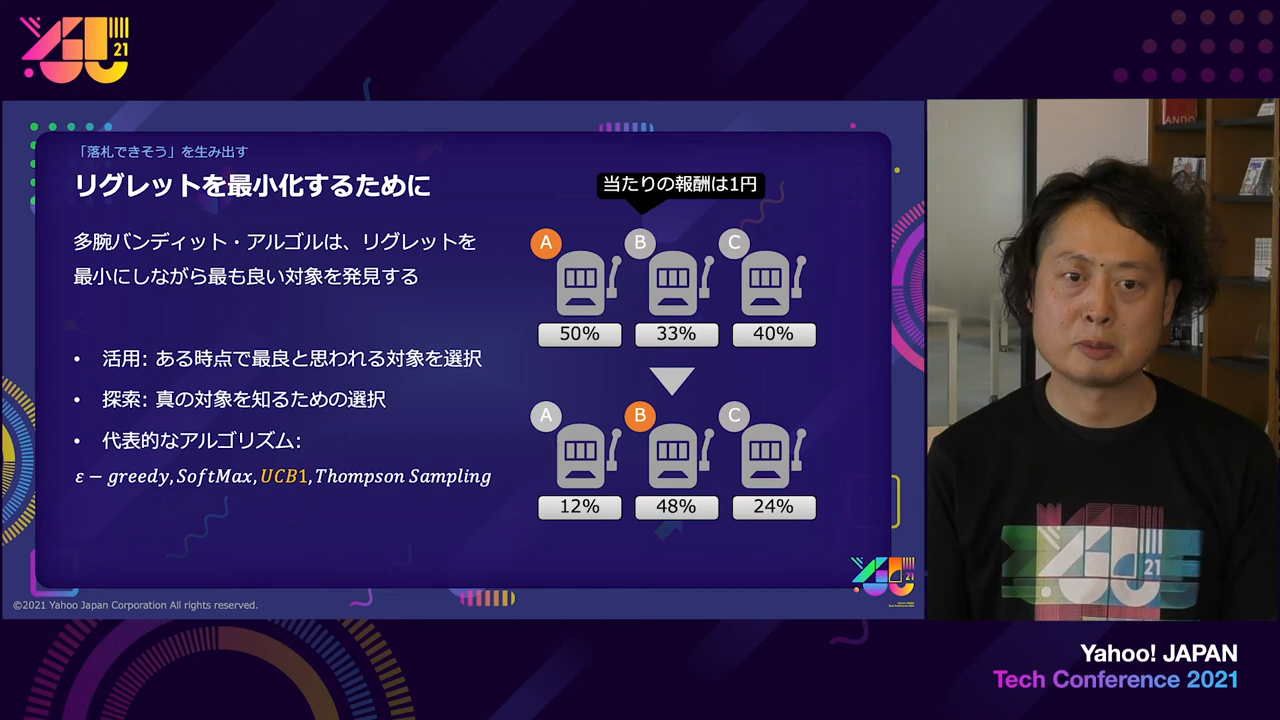 21
「落札できそう」を生み出す
リグレットを最小化するために
多腕バンディット・アルゴルは、リグレットを
最小にしながら最も良い対象を発見する
• 活用: ある時点で最良と思われる対象を選択
• 探索: 真の対象を知るための選択
• 代表的なアルゴリズム:
ε − greedy, SoftMax, UCB1, Thompson Sampling
当たりの報酬は1円
A B C
50% 33% 40%
A B C
12% 48% 24%
21
©2021 Yahoo Japan Corporation All rights reserved.
ANDO
21
Yahoo! JAPAN
Tech Conference 2021